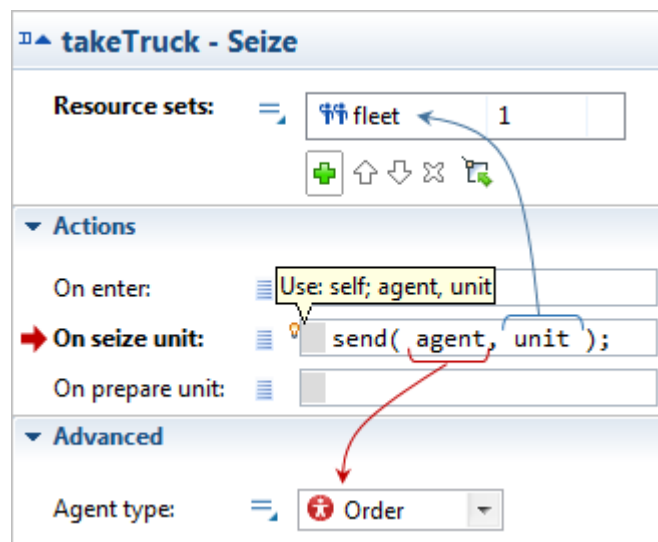 takeTruck - Seize
Resource sets: fleet 1
Actions
On enter: Use: self; agent, unit
On seize unit: send( agent, unit );
On prepare unit:
Advanced
Agent type: Order